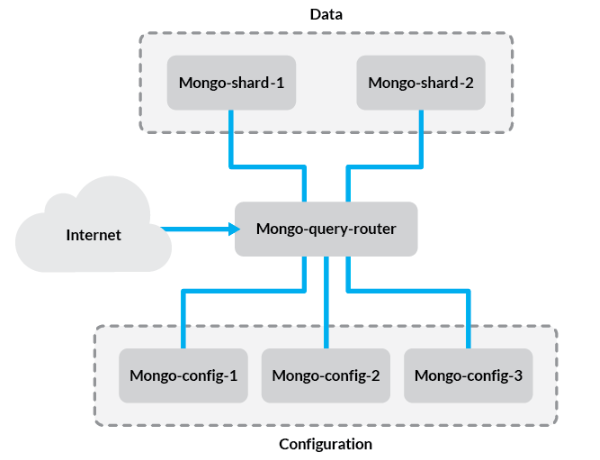 Data
Mongo-shard-1
Mongo-shard-2
Internet
Mongo-query-router
Mongo-config-1
Mongo-config-2
Mongo-config-3
Configuration